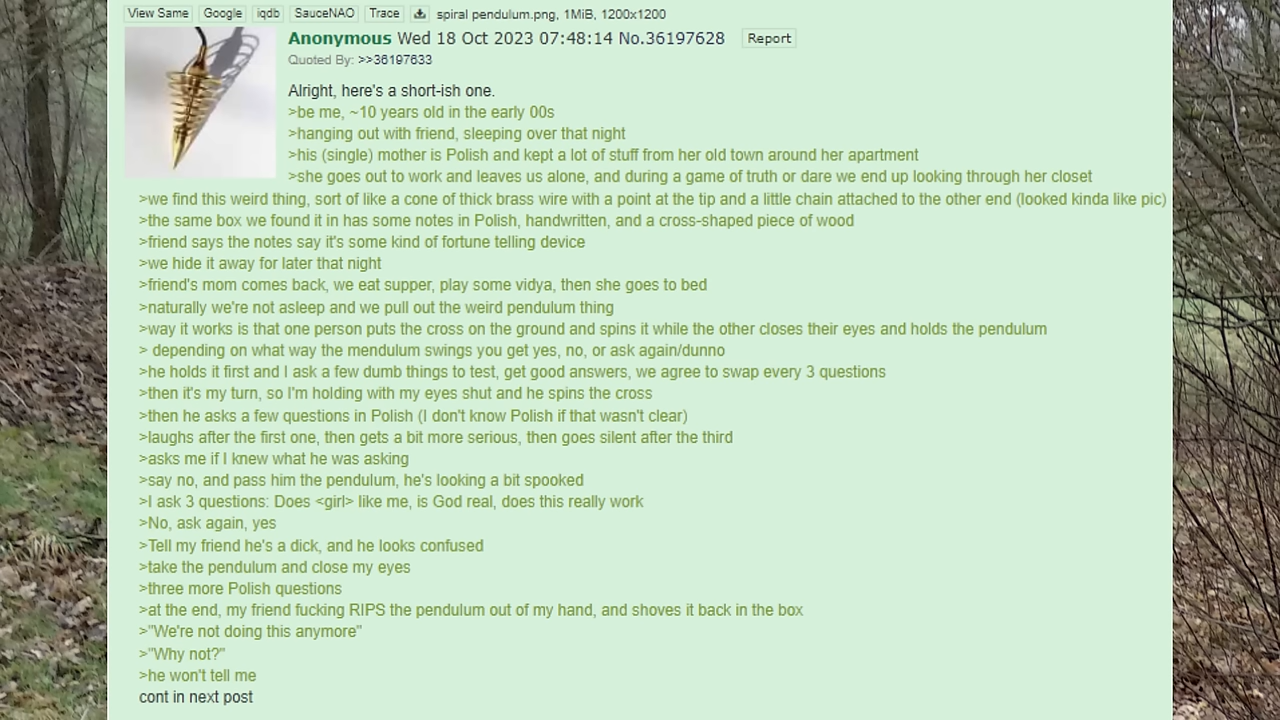 View Same Google iqdb SauceNAO Trace spiral pendulum.png, 1MiB, 1200x1200
Anonymous Wed 18 Oct 2023 07:48:14 No.36197628 Report
Quoted By: >>36197633
Alright, here's a short-ish one.
>be me, ~10 years old in the early 00s
>hanging out with friend, sleeping over that night
>his (single) mother is Polish and kept a lot of stuff from her old town around her apartment
>she goes out to work and leaves us alone, and during a game of truth or dare we end up looking through her closet
>we find this weird thing, sort of like a cone of thick brass wire with a point at the tip and a little chain attached to the other end (looked kinda like pic)
>the same box we found it in has some notes in Polish, handwritten, and a cross-shaped piece of wood
>friend says the notes say it's some kind of fortune telling device
>we hide it away for later that night
>friend's mom comes back, we eat supper, play some vidya, then she goes to bed
>naturally we're not asleep and we pull out the weird pendulum thing
>way it works is that one person puts the cross on the ground and spins it while the other closes their eyes and holds the pendulum
> depending on what way the mendulum swings you get yes, no, or ask again/dunno
>he holds it first and I ask a few dumb things to test, get good answers, we agree to swap every 3 questions
>then it's my turn, so I'm holding with my eyes shut and he spins the cross
>then he asks a few questions in Polish (I don't know Polish if that wasn't clear)
>laughs after the first one, then gets a bit more serious, then goes silent after the third
>asks me if I knew what he was asking
>say no, and pass him the pendulum, he's looking a bit spooked
>I ask 3 questions: Does <girl> like me, is God real, does this really work
>No, ask again, yes
>Tell my friend he's a dick, and he looks confused
>take the pendulum and close my eyes
>three more Polish questions
>at the end, my friend fucking RIPS the pendulum out of my hand, and shoves it back in the box
>"We're not doing this anymore"
>"Why not?"
>he won't tell me
cont in next post